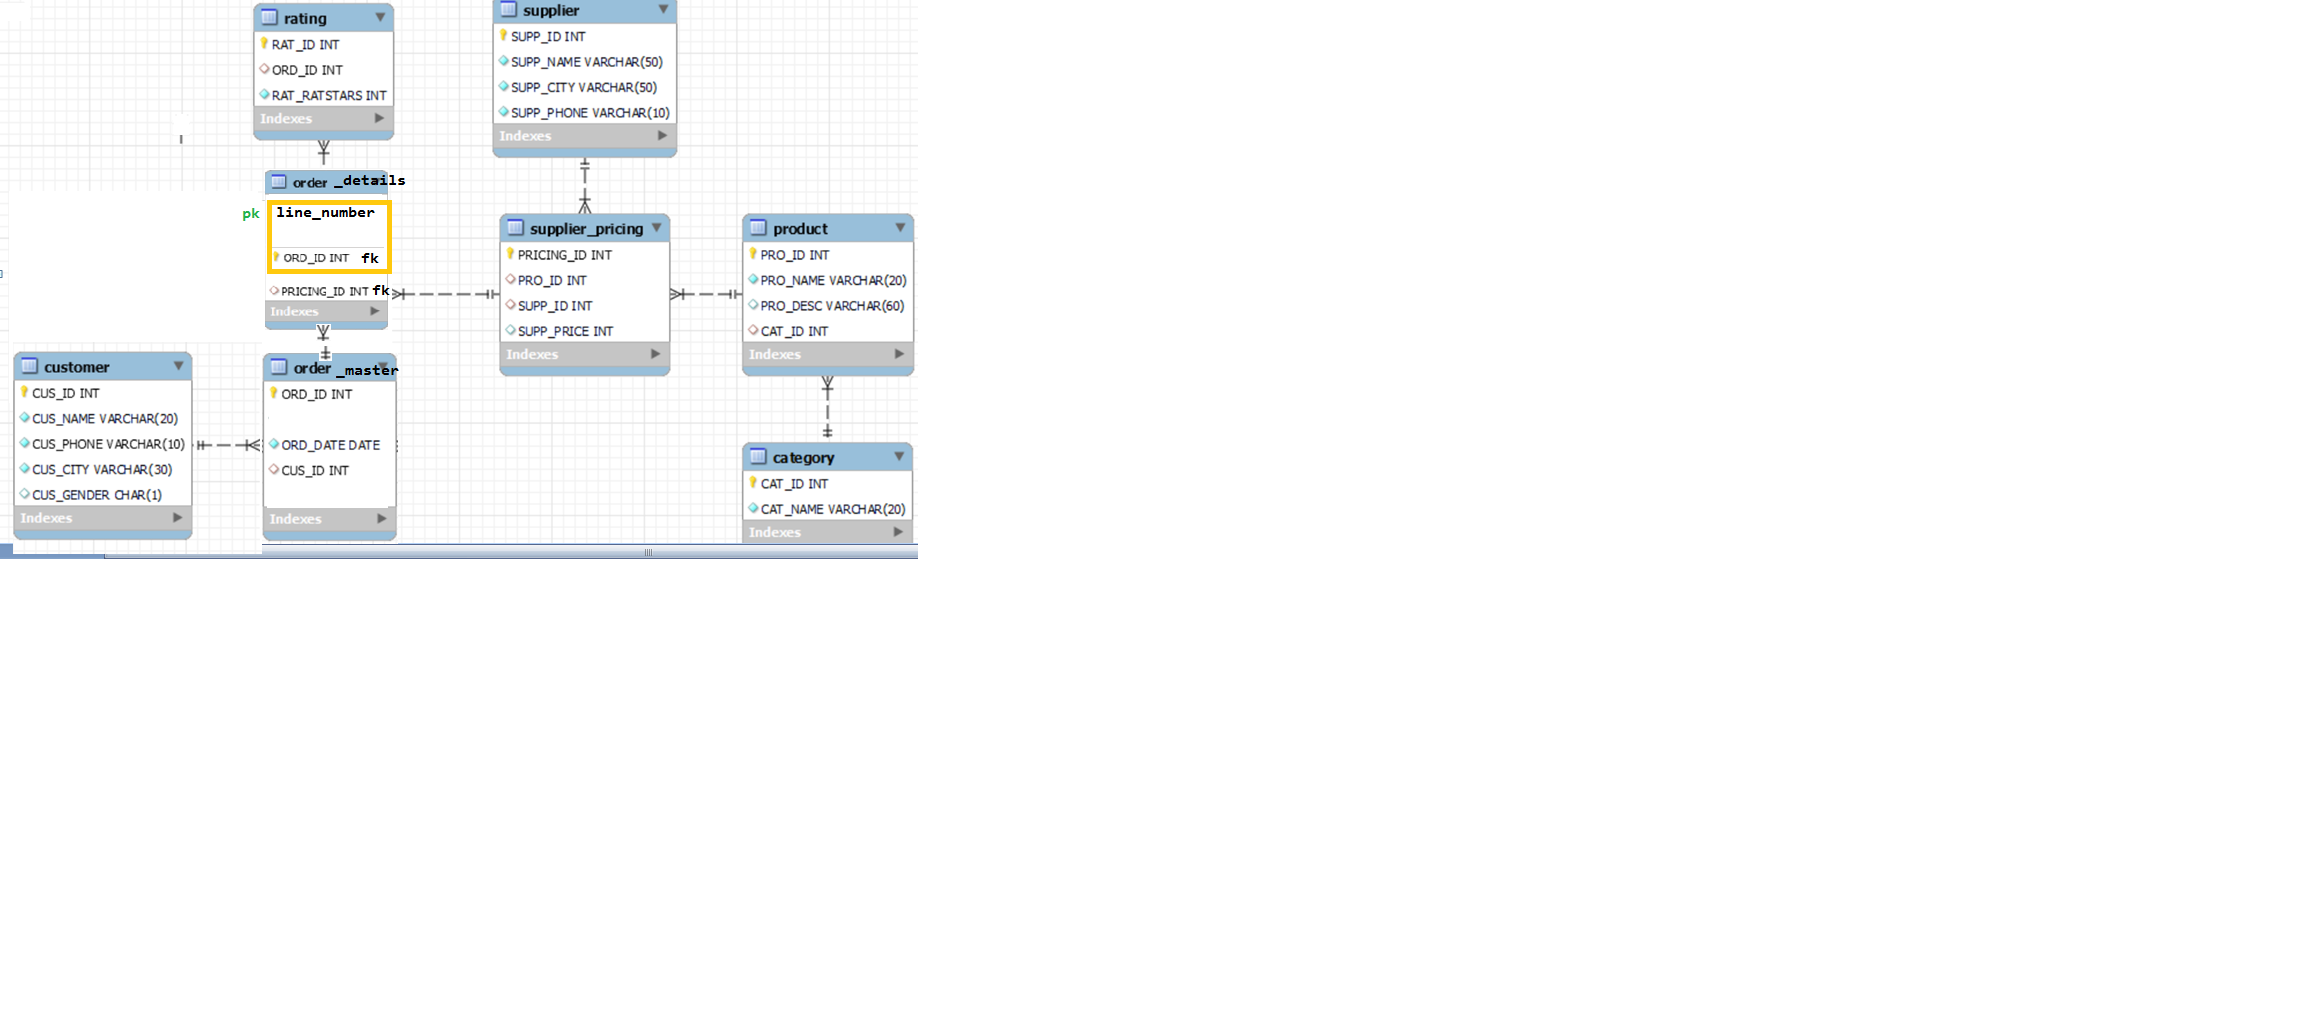 rating
RAT_ID INT
ORD_ID INT
RAT_RATSTARS INT
Indexes
supplier
SUPP_ID INT
SUPP_NAME VARCHAR(50)
SUPP_CITY VARCHAR(50)
SUPP_PHONE VARCHAR(10)
Indexes
order _details
pk line_number
ORD_ID INT fk
PRICING_ID INT fk
Indexes
supplier_pricing
PRICING_ID INT
PRO_ID INT
SUPP_ID INT
SUPP_PRICE INT
Indexes
product
PRO_ID INT
PRO_NAME VARCHAR(20)
PRO_DESC VARCHAR(60)
CAT_ID INT
Indexes
customer
CUS_ID INT
CUS_NAME VARCHAR(20)
CUS_PHONE VARCHAR(10)
CUS_CITY VARCHAR(30)
CUS_GENDER CHAR(1)
Indexes
order _master
ORD_ID INT
ORD_DATE DATE
CUS_ID INT
Indexes
category
CAT_ID INT
CAT_NAME VARCHAR(20)
Indexes